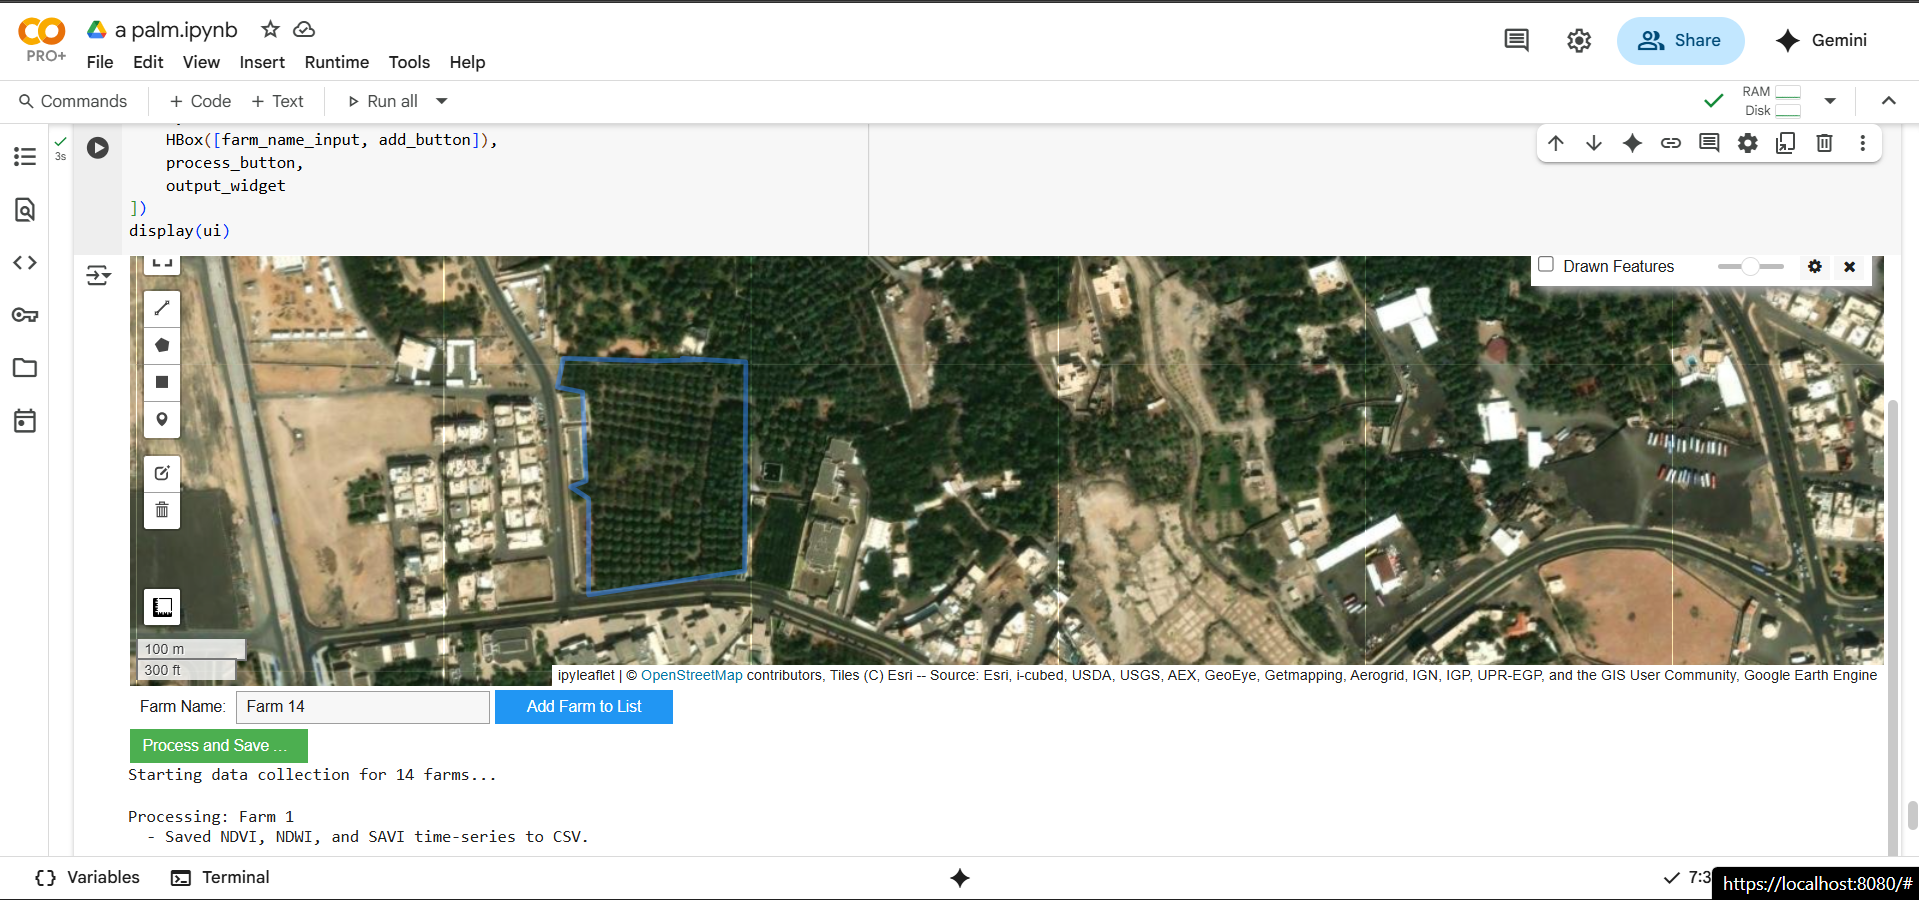 a palm.ipynb
PRO+
File Edit View Insert Runtime Tools Help
Share
Gemini
Commands + Code + Text Run all
RAM
Disk
3s
HBox([farm_name_input, add_button]),
process_button,
output_widget
])
display(ui)
Drawn Features
100 m
300 ft
ipyleaflet | © OpenStreetMap contributors, Tiles (C) Esri -- Source: Esri, i-cubed, USDA, USGS, AEX, GeoEye, Getmapping, Aerogrid, IGN, IGP, UPR-EGP, and the GIS User Community, Google Earth Engine
Farm Name: Farm 14 Add Farm to List
Process and Save ...
Starting data collection for 14 farms...
Processing: Farm 1
- Saved NDVI, NDWI, and SAVI time-series to CSV.
Variables Terminal
7:3
https://localhost:8080/#